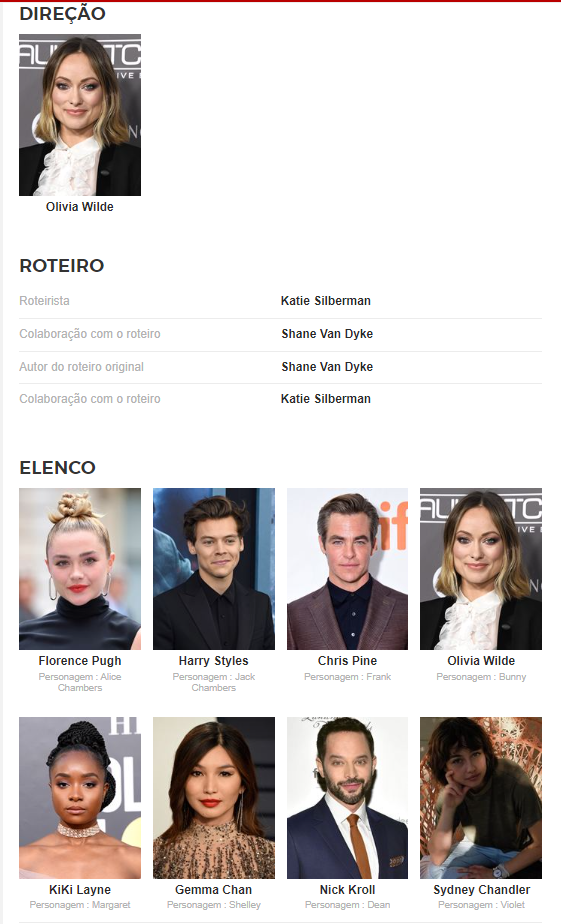 DIREÇÃO
Olivia Wilde
ROTEIRO
Roteirista Katie Silberman
Colaboração com o roteiro Shane Van Dyke
Autor do roteiro original Shane Van Dyke
Colaboração com o roteiro Katie Silberman
ELENCO
Florence Pugh Harry Styles Chris Pine Olivia Wilde
Personagem : Alice Personagem : Jack Personagem : Frank Personagem : Bunny
Chambers Chambers
KiKi Layne Gemma Chan Nick Kroll Sydney Chandler
Personagem : Margaret Personagem : Shelley Personagem : Dean Personagem : Violet